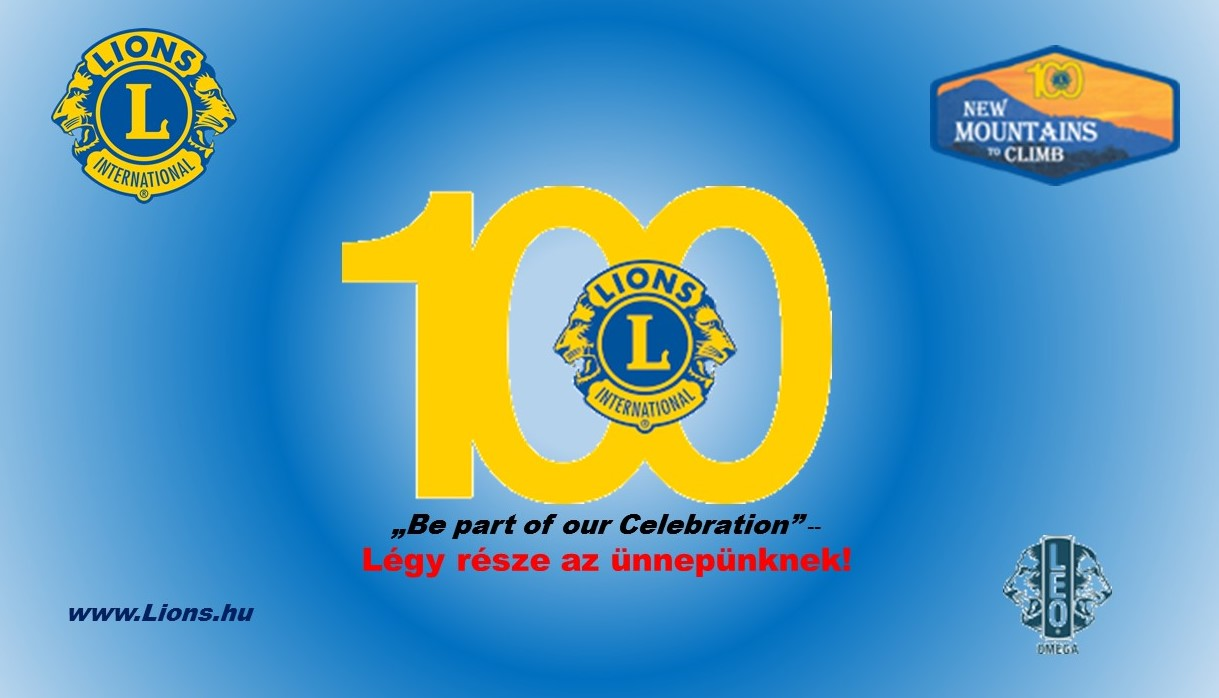 LIONS
L
INTERNATIONAL
®
100
NEW
MOUNTAINS
TO CLIMB
100
LIONS
L
INTERNATIONAL
®
„Be part of our Celebration” --
Légy része az ünnepünknek!
www.Lions.hu
LEO
OMEGA